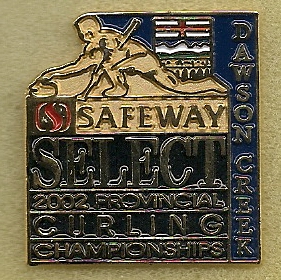 SAFEWAY
SELECT
2002 PROVINCIAL
CURLING
CHAMPIONSHIPS
DAWSON CREEK